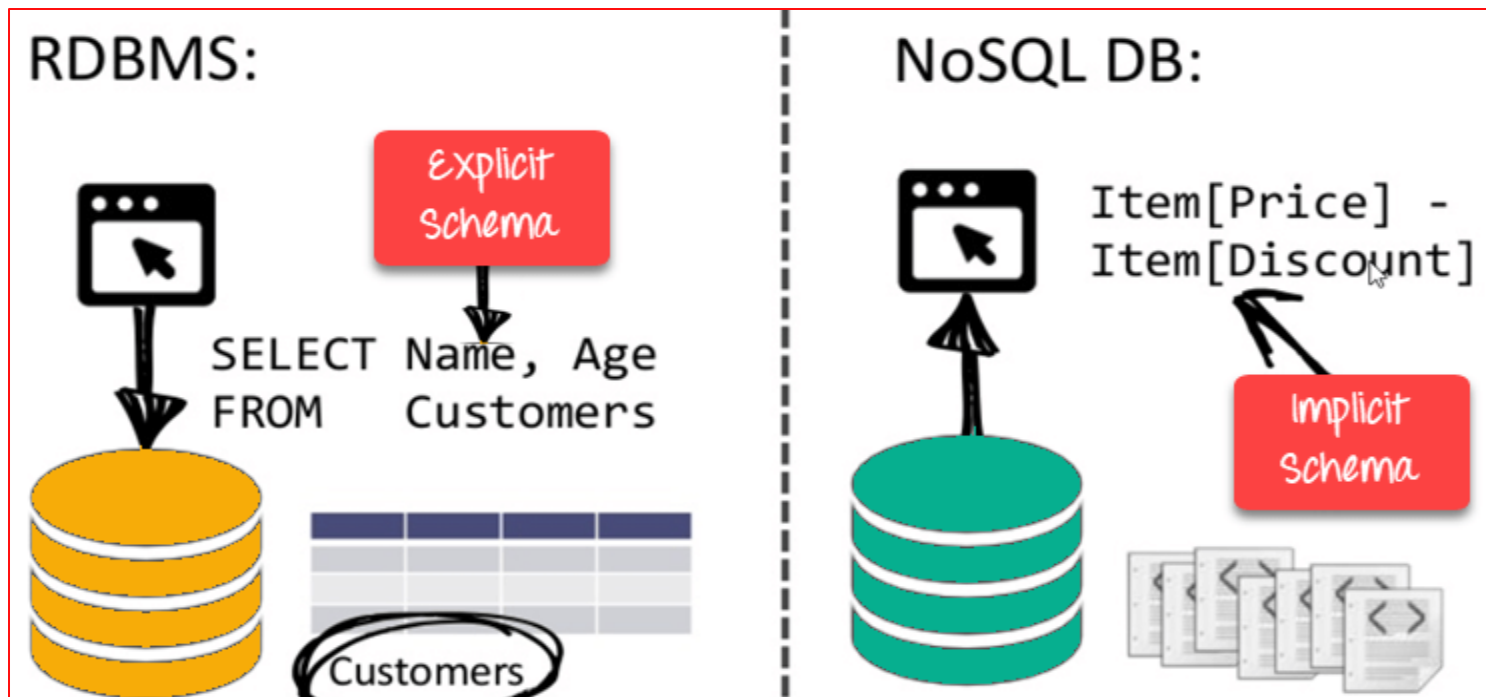 RDBMS:
Explicit
Schema
SELECT Name, Age
FROM Customers
Customers
NoSQL DB:
Item[Price] -
Item[Discount]
Implicit
Schema